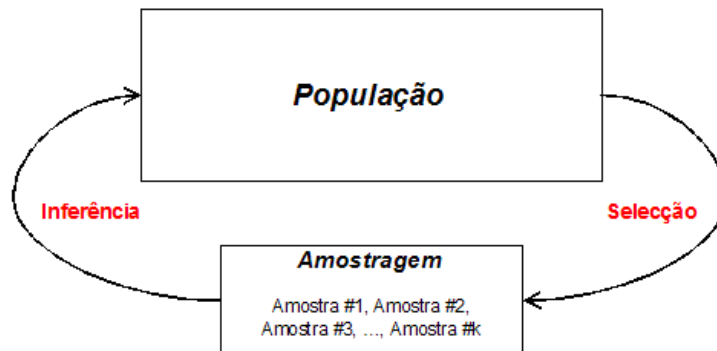 População
Inferência
Selecção
Amostragem
Amostra #1, Amostra #2,
Amostra #3, ..., Amostra #k